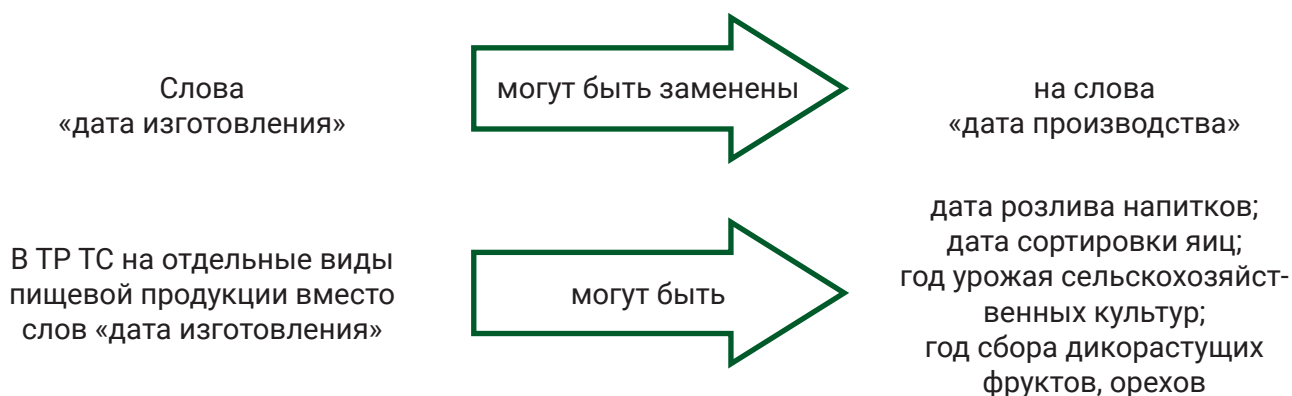 Слова
«дата изготовления»
могут быть заменены
на слова
«дата производства»
В ТР ТС на отдельные виды
пищевой продукции вместо
слов «дата изготовления»
могут быть
дата розлива напитков;
дата сортировки яиц;
год урожая сельскохозяйст-
венных культур;
год сбора дикорастущих
фруктов, орехов